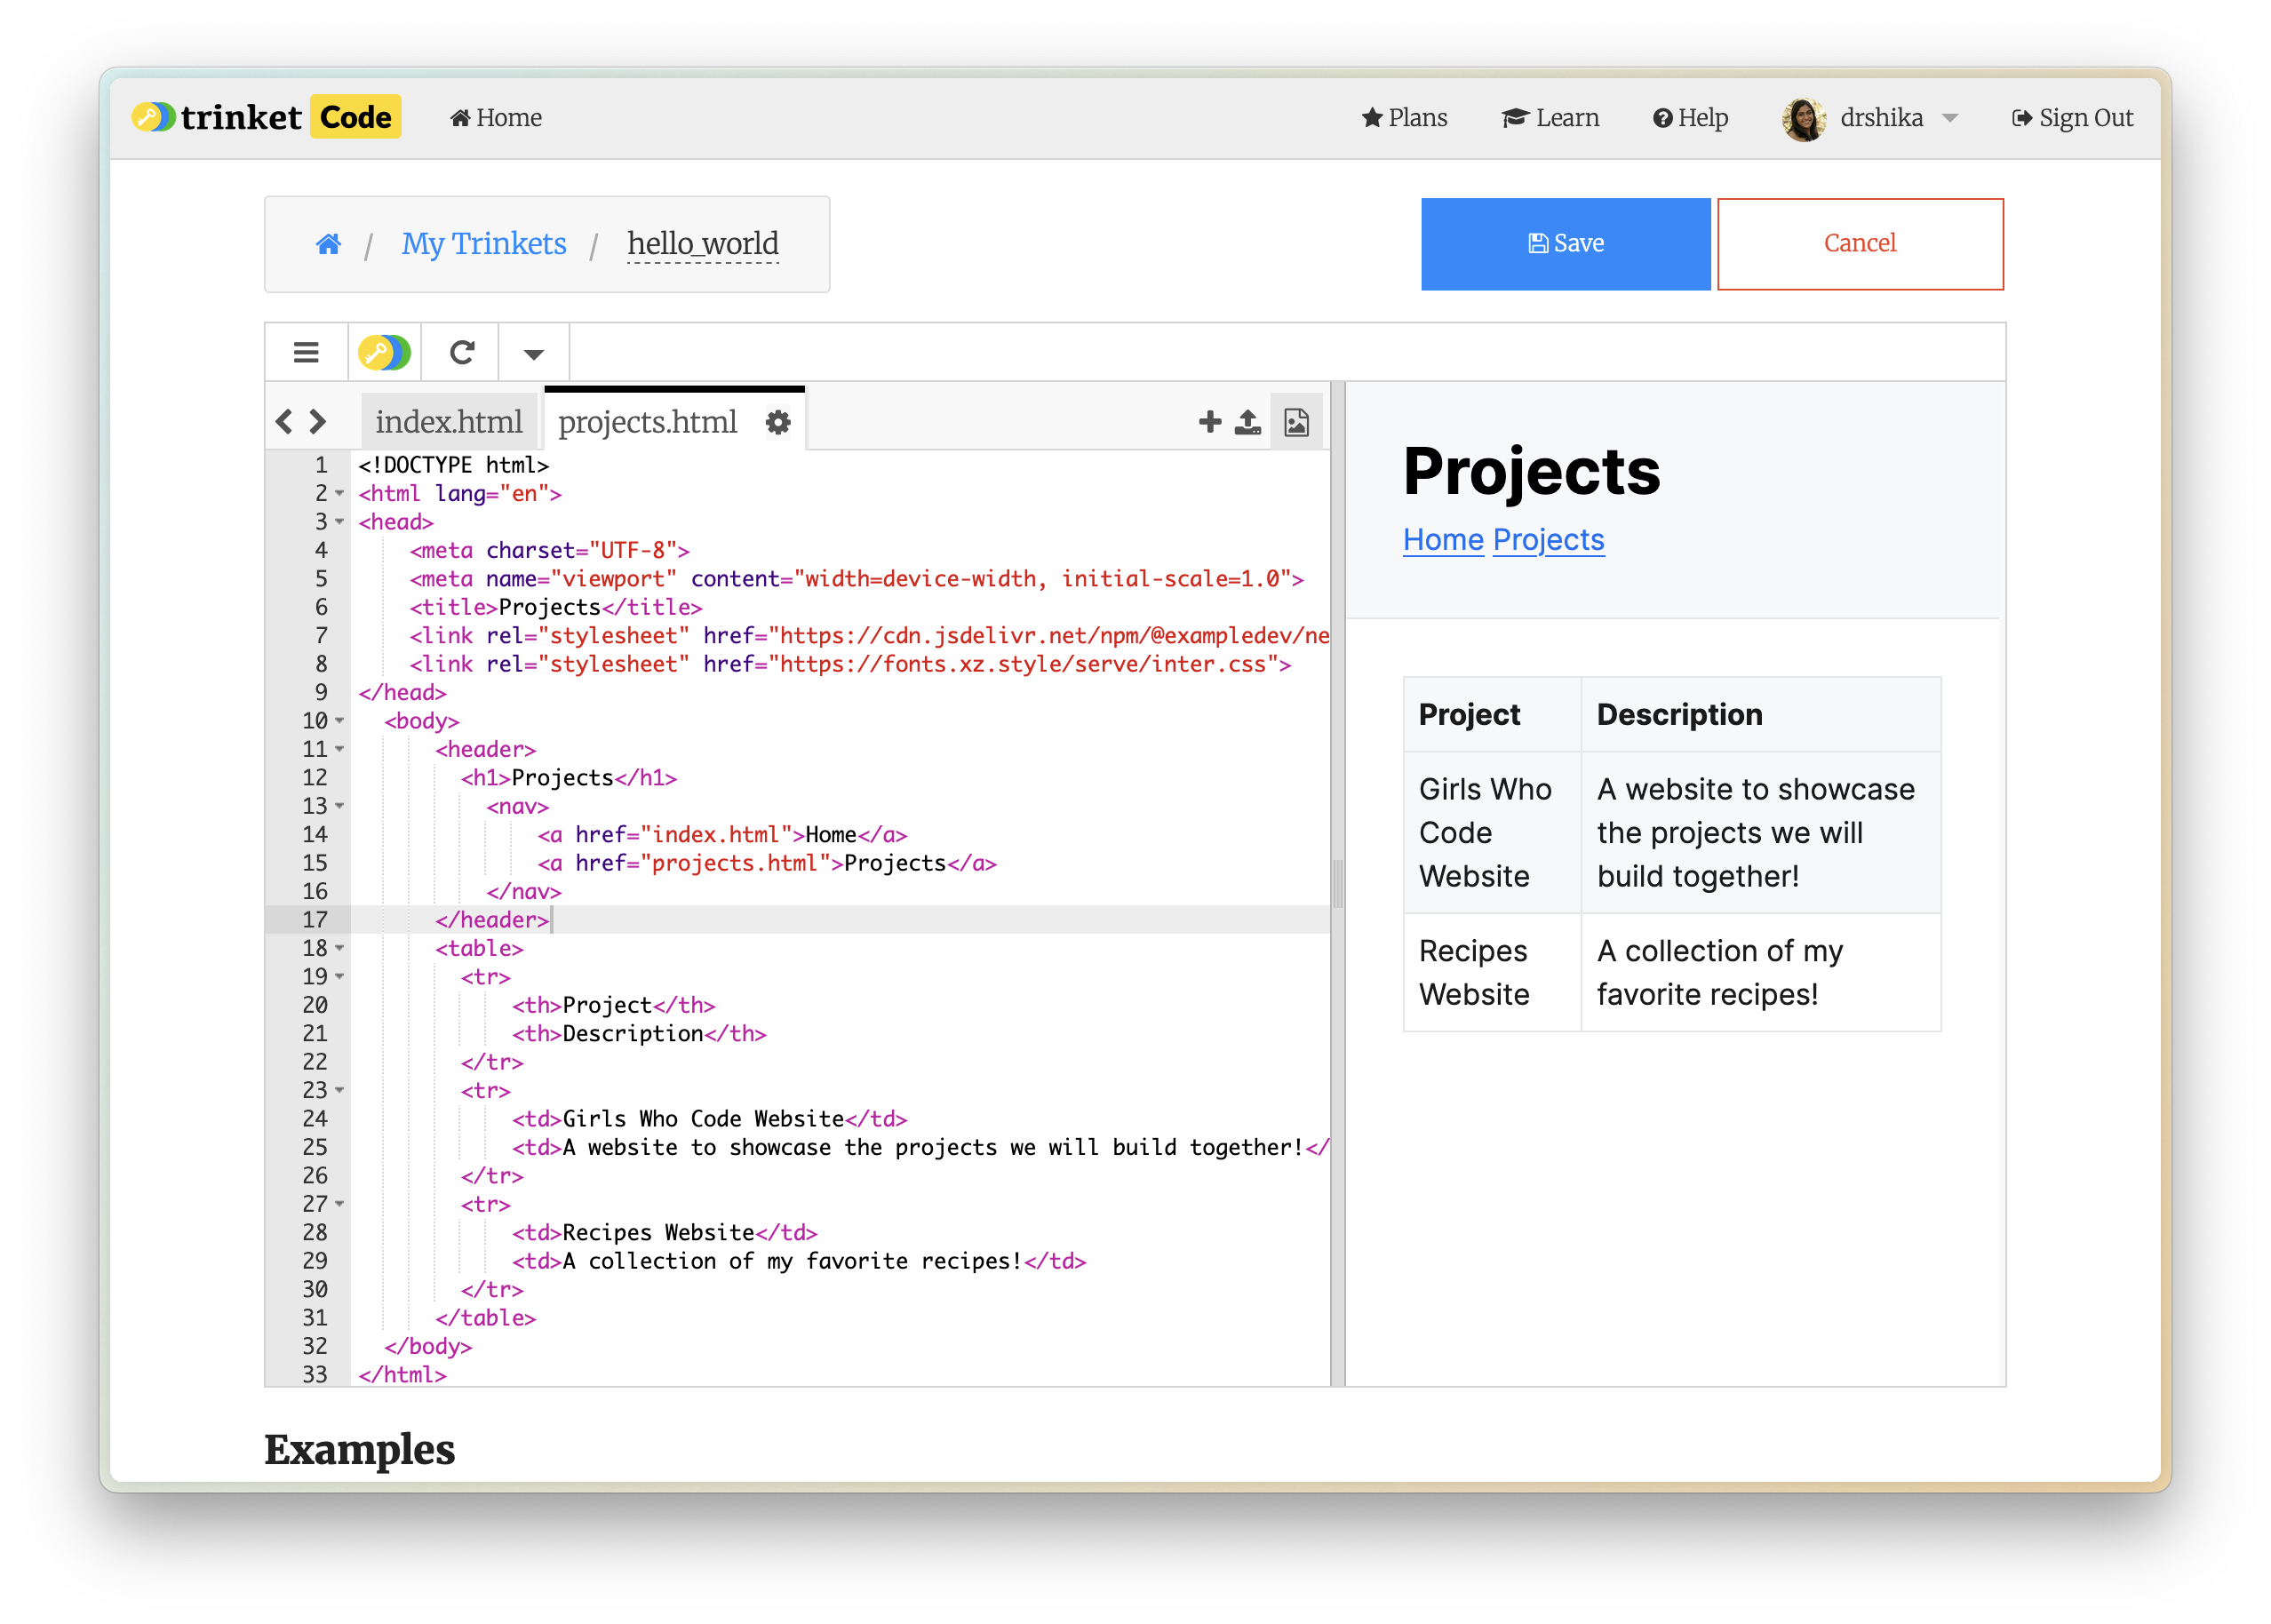 trinket Code Home Plans Learn Help drshika Sign Out
/ My Trinkets / hello_world Save Cancel
index.html projects.html
1 <!DOCTYPE html>
2 <html lang="en">
3 <head>
4 <meta charset="UTF-8">
5 <meta name="viewport" content="width=device-width, initial-scale=1.0">
6 <title>Projects</title>
7 <link rel="stylesheet" href="https://cdn.jsdelivr.net/npm/@exampledev/ne
8 <link rel="stylesheet" href="https://fonts.xz.style/serve/inter.css">
9 </head>
10 <body>
11 <header>
12 <h1>Projects</h1>
13 <nav>
14 <a href="index.html">Home</a>
15 <a href="projects.html">Projects</a>
16 </nav>
17 </header>
18 <table>
19 <tr>
20 <th>Project</th>
21 <th>Description</th>
22 </tr>
23 <tr>
24 <td>Girls Who Code Website</td>
25 <td>A website to showcase the projects we will build together!</
26 </tr>
27 <tr>
28 <td>Recipes Website</td>
29 <td>A collection of my favorite recipes!</td>
30 </tr>
31 </table>
32 </body>
33 </html>
Projects
Home Projects
Project Description
Girls Who
Code
Website
A website to showcase
the projects we will
build together!
Recipes
Website
A collection of my
favorite recipes!
Examples